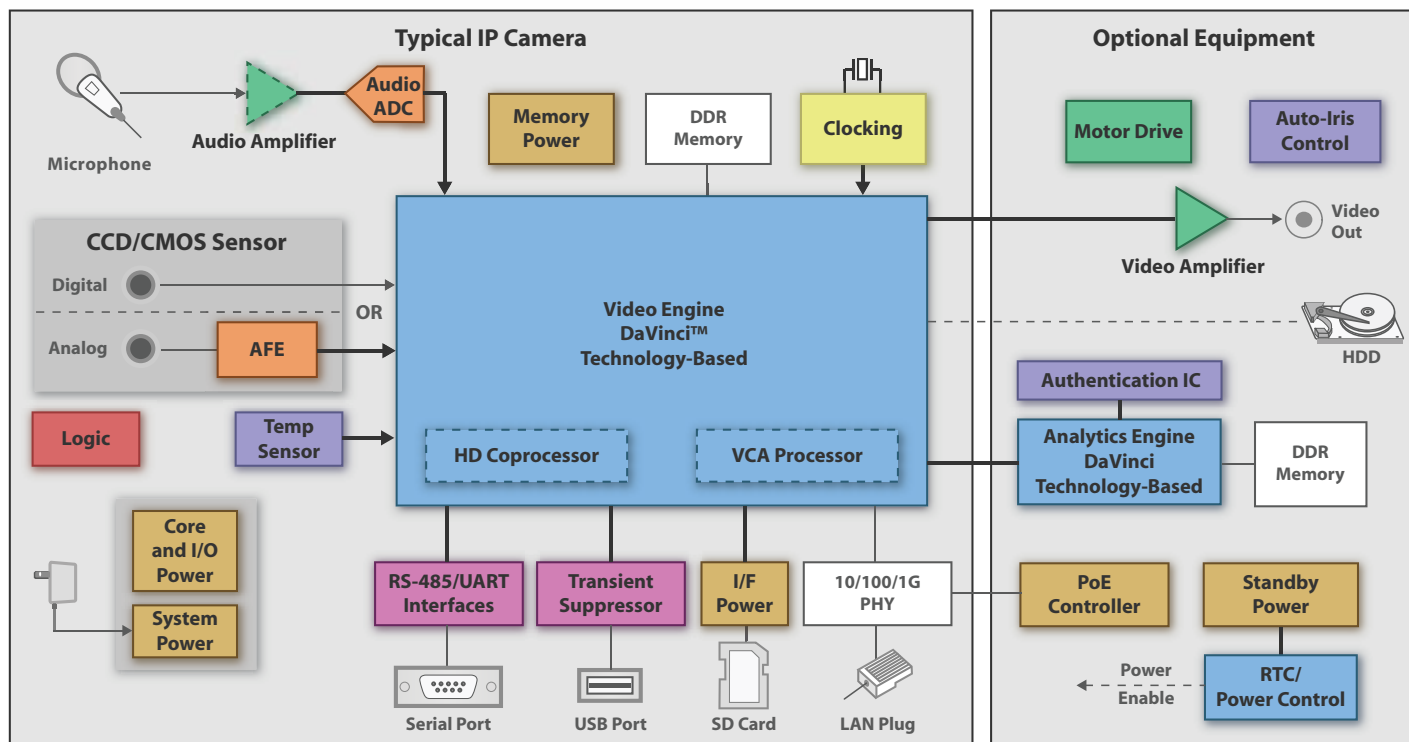 Typical IP Camera
Optional Equipment
Microphone
Audio Amplifier
Audio
ADC
Memory
Power
DDR
Memory
Clocking
Motor Drive
Auto-Iris
Control
CCD/CMOS Sensor
Digital
OR
Analog
AFE
Video Engine
DaVinci™
Technology-Based
Video
Out
Video Amplifier
HDD
Logic
Temp
Sensor
HD Coprocessor
VCA Processor
Authentication IC
Analytics Engine
DaVinci
Technology-Based
DDR
Memory
Core
and I/O
Power
System
Power
RS-485/UART
Interfaces
Transient
Suppressor
I/F
Power
10/100/1G
PHY
PoE
Controller
Standby
Power
Serial Port
USB Port
SD Card
LAN Plug
Power
Enable
RTC/
Power Control